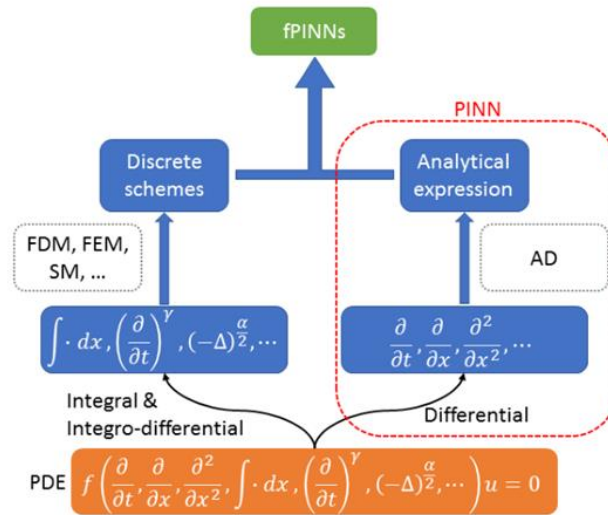 fPINNs
PINN
Discrete
schemes
Analytical
expression
FDM, FEM,
SM, ...
AD
∫· dx, (∂/∂t)^γ, (−Δ)^(α/2), ⋯
∂/∂t, ∂/∂x, ∂²/∂x², ⋯
Integral &
Integro-differential
Differential
PDE f(∂/∂t, ∂/∂x, ∂²/∂x², ∫· dx, (∂/∂t)^γ, (−Δ)^(α/2), ⋯) u = 0